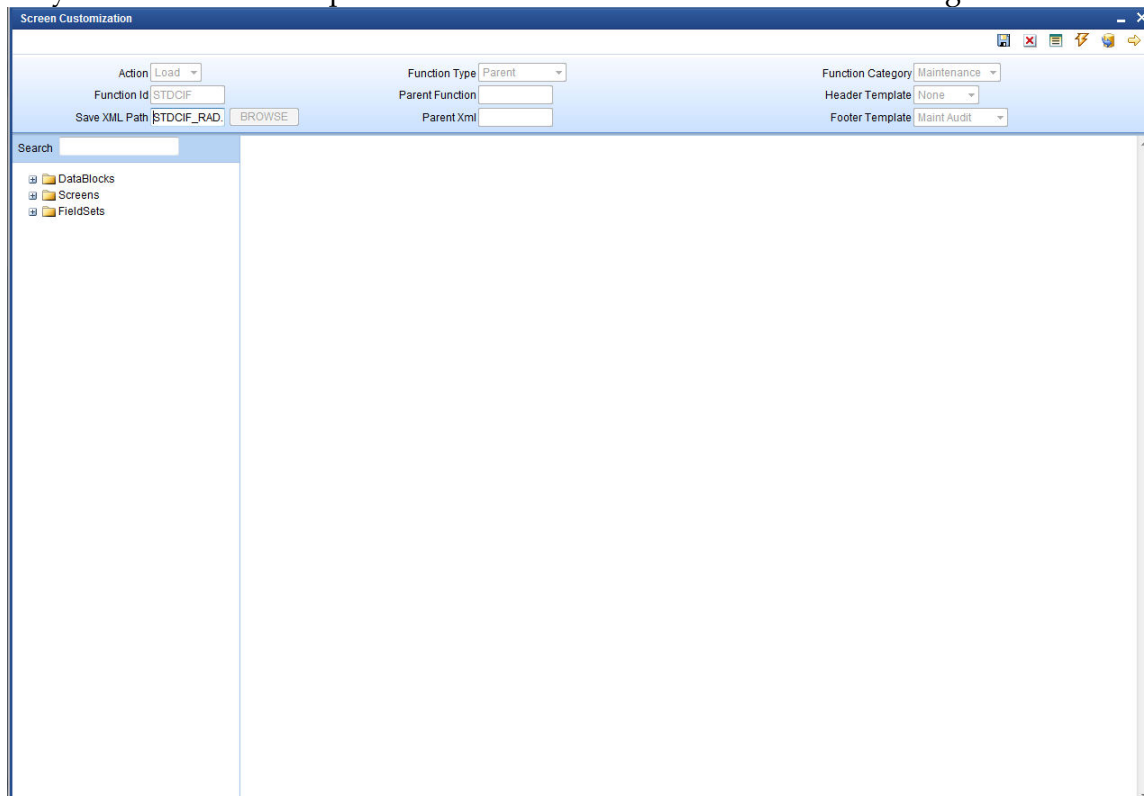 Screen Customization
Action Load Function Type Parent Function Category Maintenance
Function Id STDCIF Parent Function Header Template None
Save XML Path STDCIF_RAD. BROWSE Parent Xml Footer Template Maint Audit
Search
DataBlocks
Screens
FieldSets